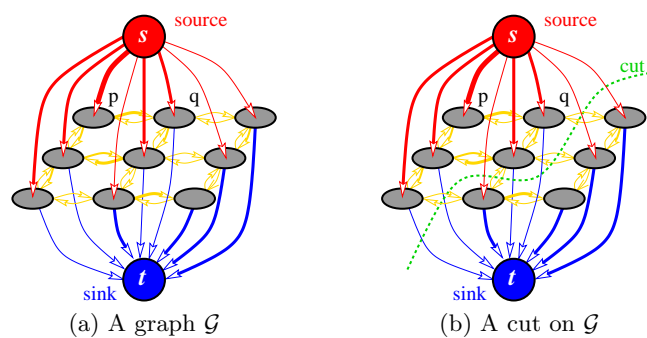 s source s source
cut
p q p q
t t
sink sink
(a) A graph 𝒢 (b) A cut on 𝒢